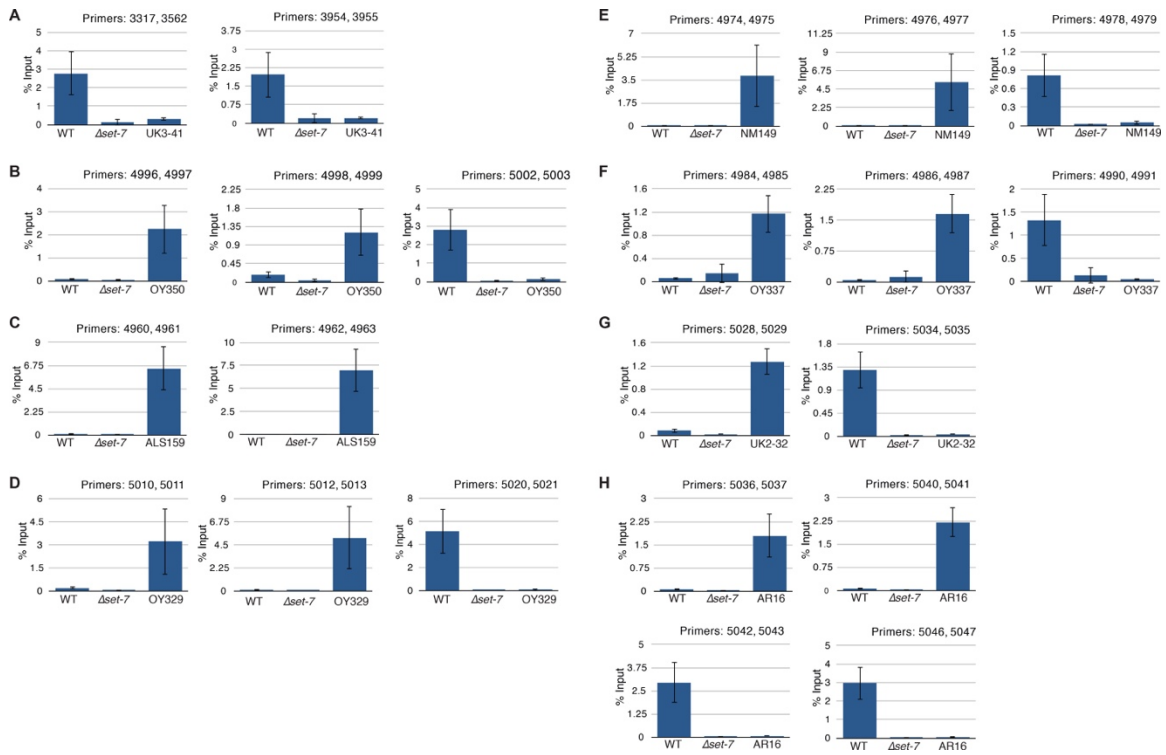 A
Primers: 3317, 3562
% Input
5
4
3
2
1
0
WT Δset-7 UK3-41
Primers: 3954, 3955
% Input
3.75
3
2.25
1.5
0.75
0
WT Δset-7 UK3-41
B
Primers: 4996, 4997
% Input
4
3
2
1
0
WT Δset-7 OY350
Primers: 4998, 4999
% Input
2.25
1.8
1.35
0.9
0.45
0
WT Δset-7 OY350
Primers: 5002, 5003
% Input
5
4
3
2
1
0
WT Δset-7 OY350
C
Primers: 4960, 4961
% Input
9
6.75
4.5
2.25
0
WT Δset-7 ALS159
Primers: 4962, 4963
% Input
10
7.5
5
2.5
0
WT Δset-7 ALS159
D
Primers: 5010, 5011
% Input
6
4.5
3
1.5
0
WT Δset-7 OY329
Primers: 5012, 5013
% Input
9
6.75
4.5
2.25
0
WT Δset-7 OY329
Primers: 5020, 5021
% Input
8
6
4
2
0
WT Δset-7 OY329
E
Primers: 4974, 4975
% Input
7
5.25
3.5
1.75
0
WT Δset-7 NM149
Primers: 4976, 4977
% Input
11.25
9
6.75
4.5
2.25
0
WT Δset-7 NM149
Primers: 4978, 4979
% Input
1.5
1.2
0.9
0.6
0.3
0
WT Δset-7 NM149
F
Primers: 4984, 4985
% Input
1.6
1.2
0.8
0.4
0
WT Δset-7 OY337
Primers: 4986, 4987
% Input
2.25
1.5
0.75
0
WT Δset-7 OY337
Primers: 4990, 4991
% Input
2
1.5
1
0.5
0
WT Δset-7 OY337
G
Primers: 5028, 5029
% Input
1.6
1.2
0.8
0.4
0
WT Δset-7 UK2-32
Primers: 5034, 5035
% Input
1.8
1.35
0.9
0.45
0
WT Δset-7 UK2-32
H
Primers: 5036, 5037
% Input
3
2.25
1.5
0.75
0
WT Δset-7 AR16
Primers: 5040, 5041
% Input
3
2.25
1.5
0.75
0
WT Δset-7 AR16
Primers: 5042, 5043
% Input
5
3.75
2.5
1.25
0
WT Δset-7 AR16
Primers: 5046, 5047
% Input
5
4
3
2
1
0
WT Δset-7 AR16